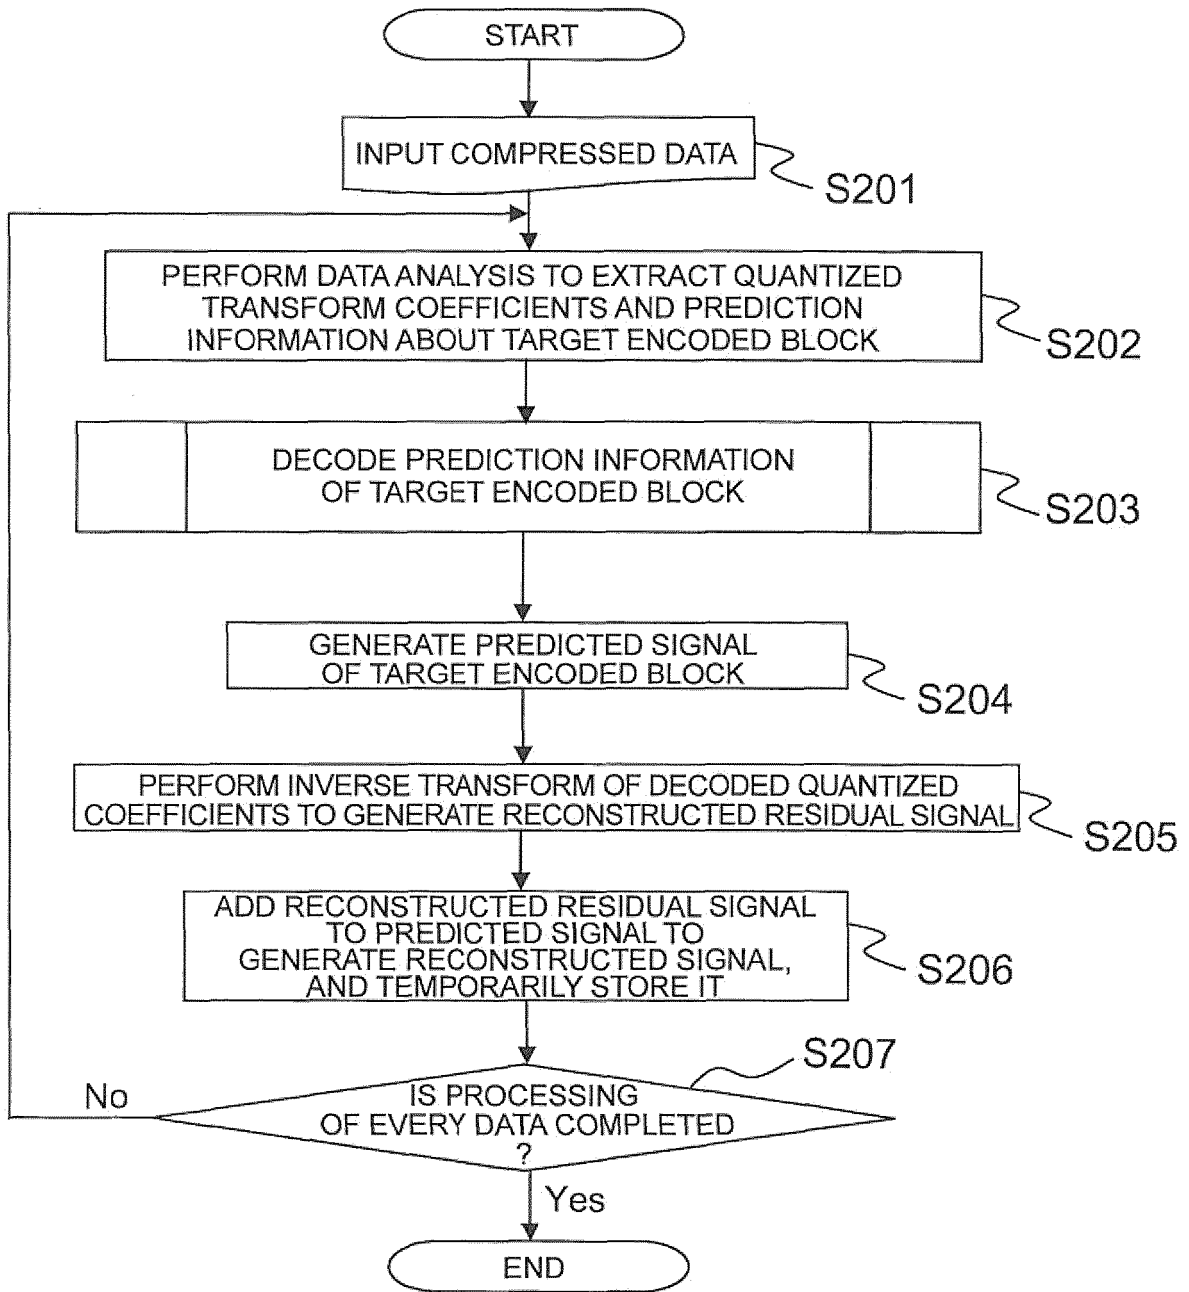 START
INPUT COMPRESSED DATA
S201
PERFORM DATA ANALYSIS TO EXTRACT QUANTIZED
TRANSFORM COEFFICIENTS AND PREDICTION
INFORMATION ABOUT TARGET ENCODED BLOCK
S202
DECODE PREDICTION INFORMATION
OF TARGET ENCODED BLOCK
S203
GENERATE PREDICTED SIGNAL
OF TARGET ENCODED BLOCK
S204
PERFORM INVERSE TRANSFORM OF DECODED QUANTIZED
COEFFICIENTS TO GENERATE RECONSTRUCTED RESIDUAL SIGNAL
S205
ADD RECONSTRUCTED RESIDUAL SIGNAL
TO PREDICTED SIGNAL TO
GENERATE RECONSTRUCTED SIGNAL,
AND TEMPORARILY STORE IT
S206
S207
No
IS PROCESSING
OF EVERY DATA COMPLETED
?
Yes
END